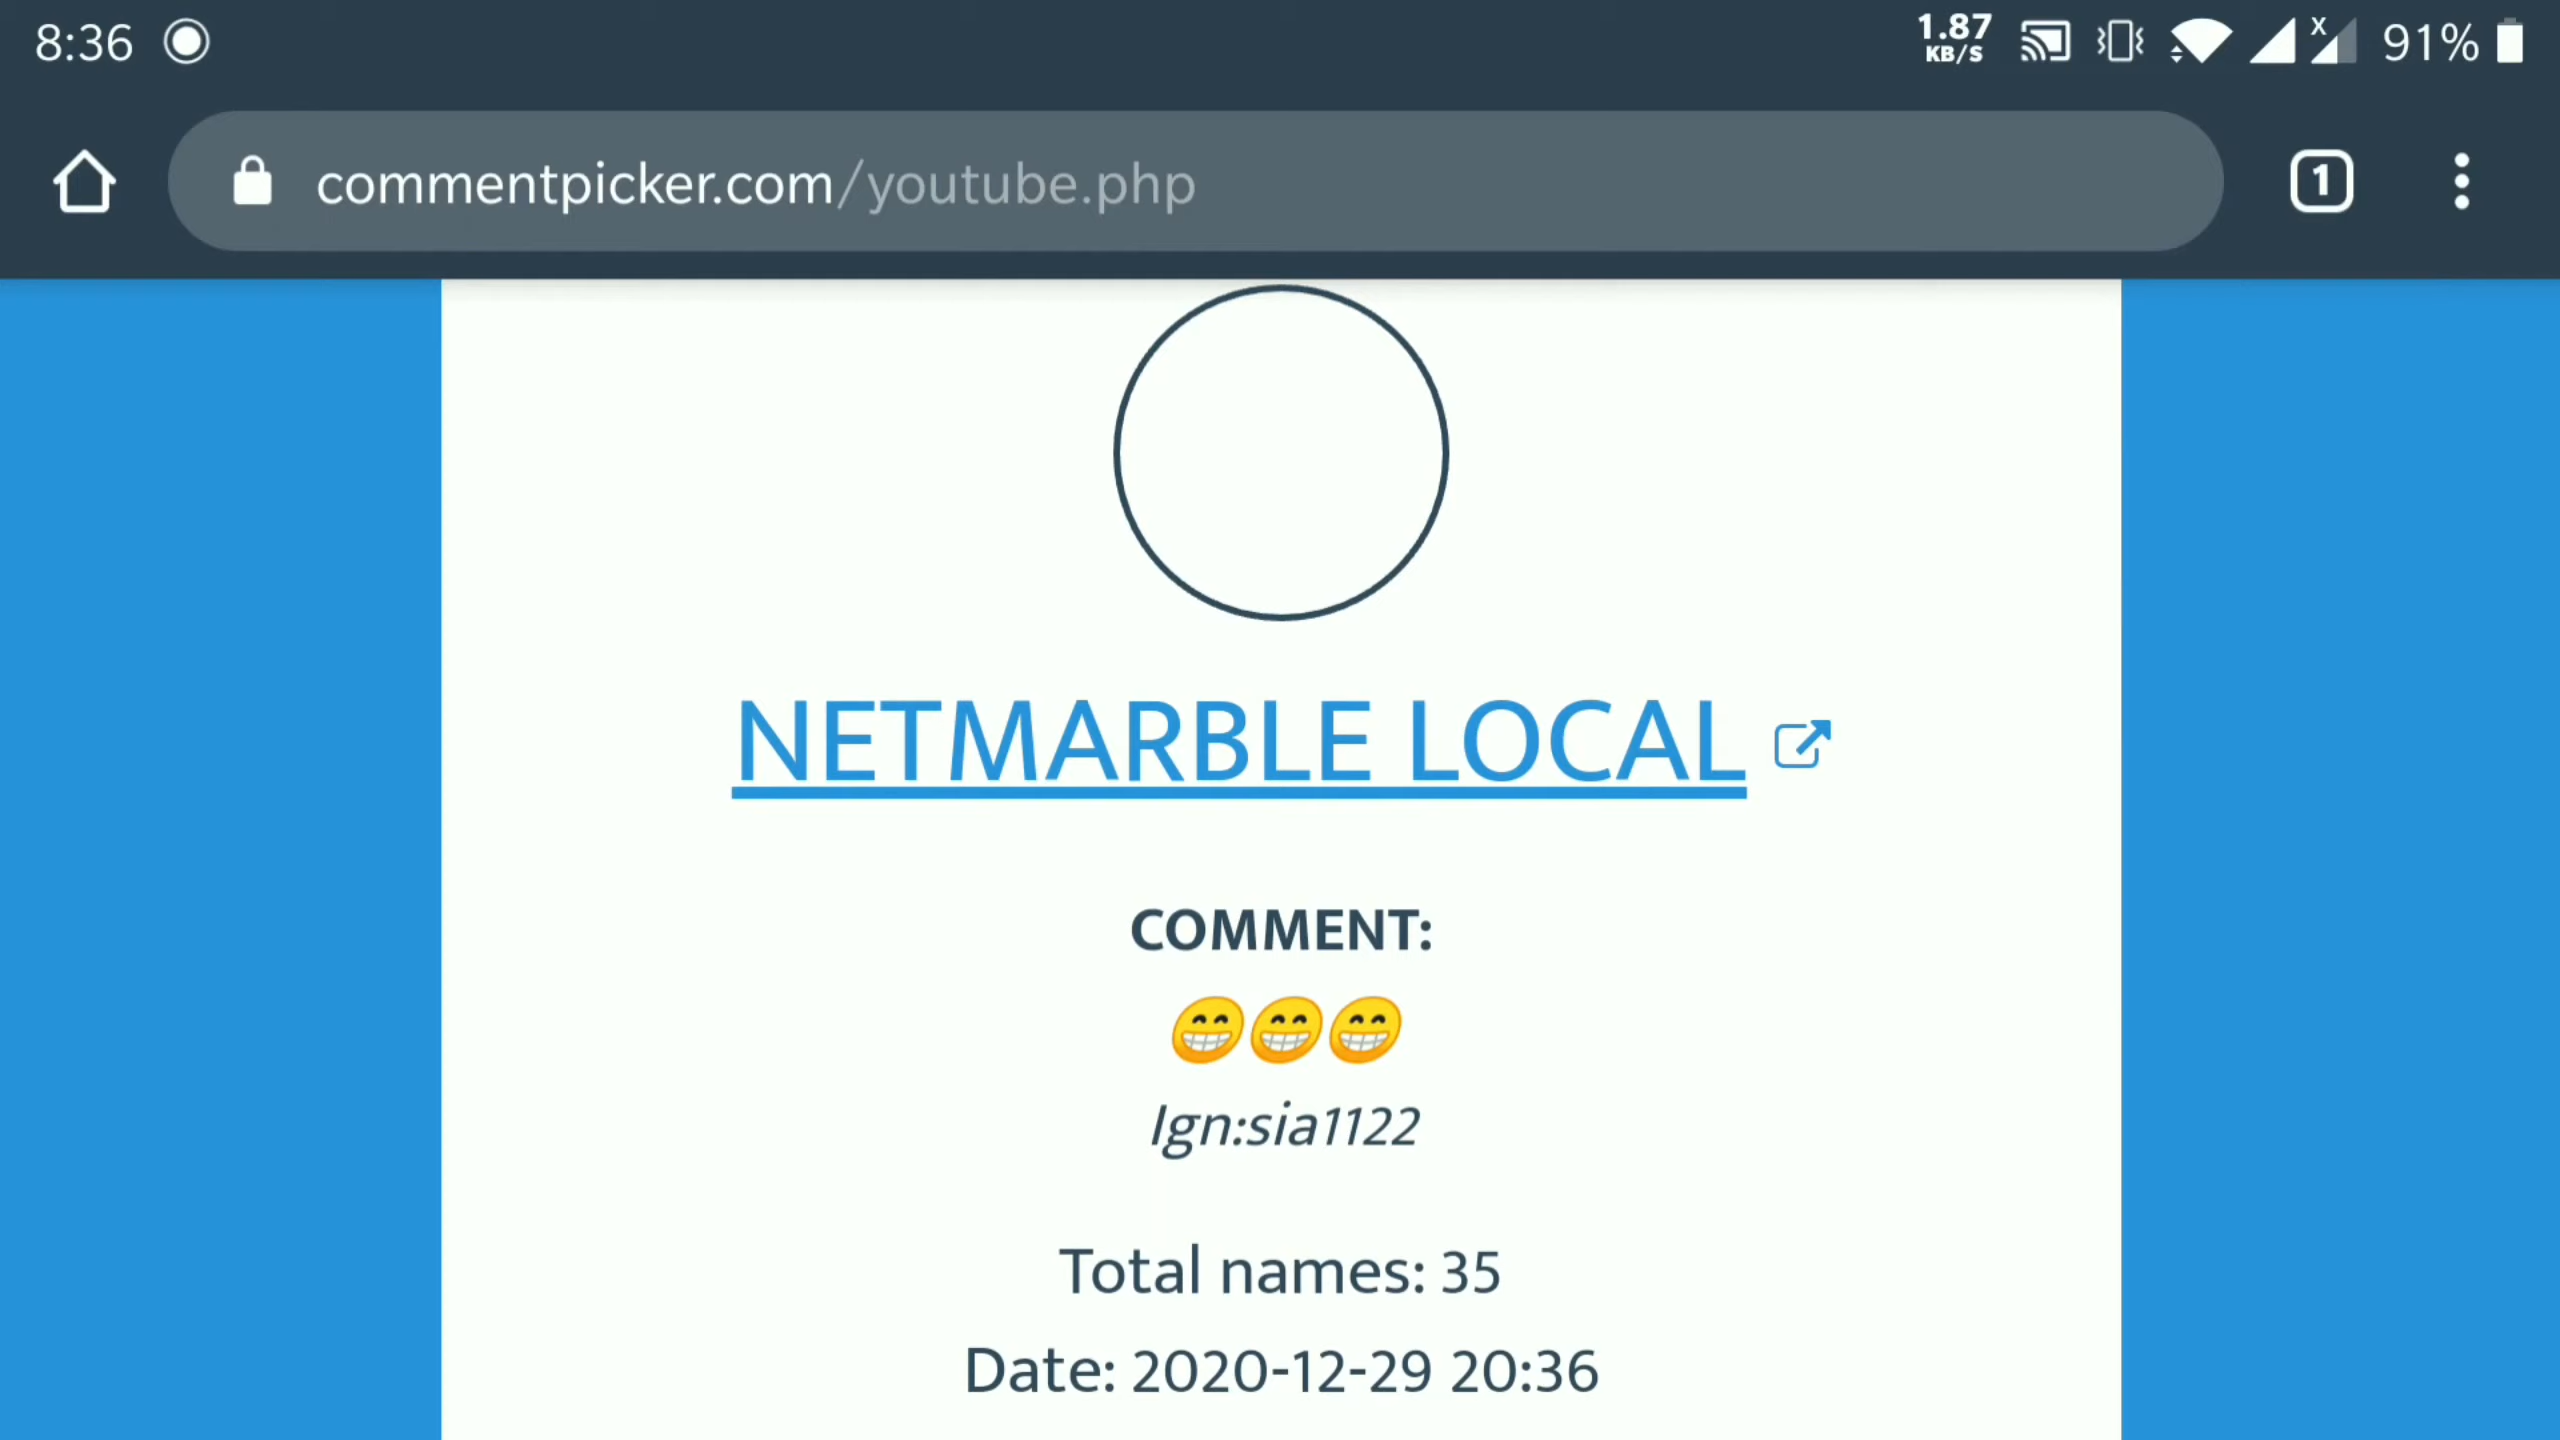 8:36 1.87 KB/S x 91%
commentpicker.com/youtube.php 1
NETMARBLE LOCAL
COMMENT:
😁😁😁
Ign:sia1122
Total names: 35
Date: 2020-12-29 20:36